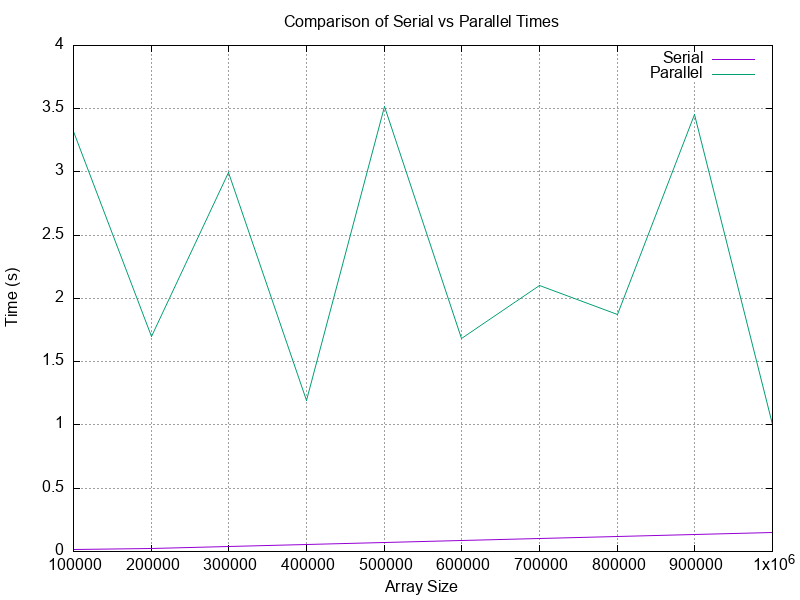 Comparison of Serial vs Parallel Times
Serial
Parallel
4
3.5
3
2.5
2
1.5
1
0.5
0
Time (s)
100000 200000 300000 400000 500000 600000 700000 800000 900000 1x10^6
Array Size